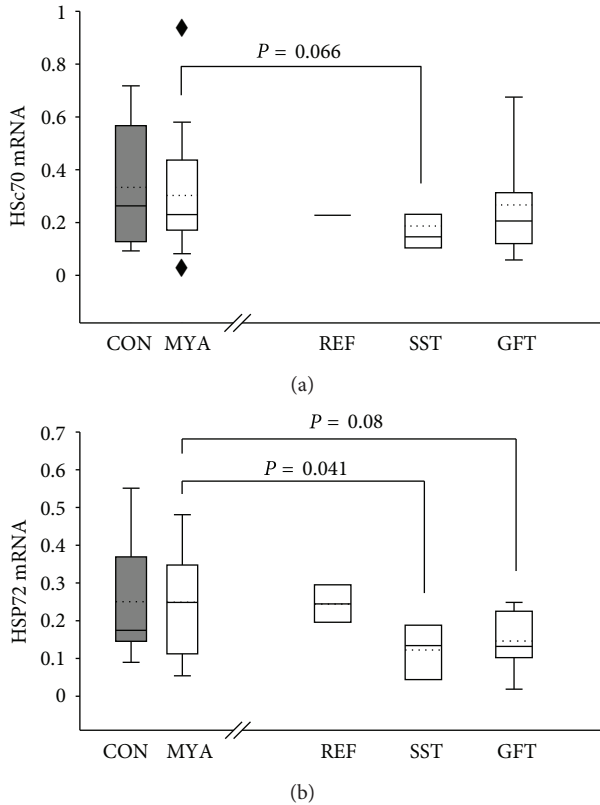 1
0.8
0.6
0.4
0.2
0
HSc70 mRNA
P = 0.066
CON MYA REF SST GFT
(a)
0.7
0.6
0.5
0.4
0.3
0.2
0.1
0
HSP72 mRNA
P = 0.08
P = 0.041
CON MYA REF SST GFT
(b)